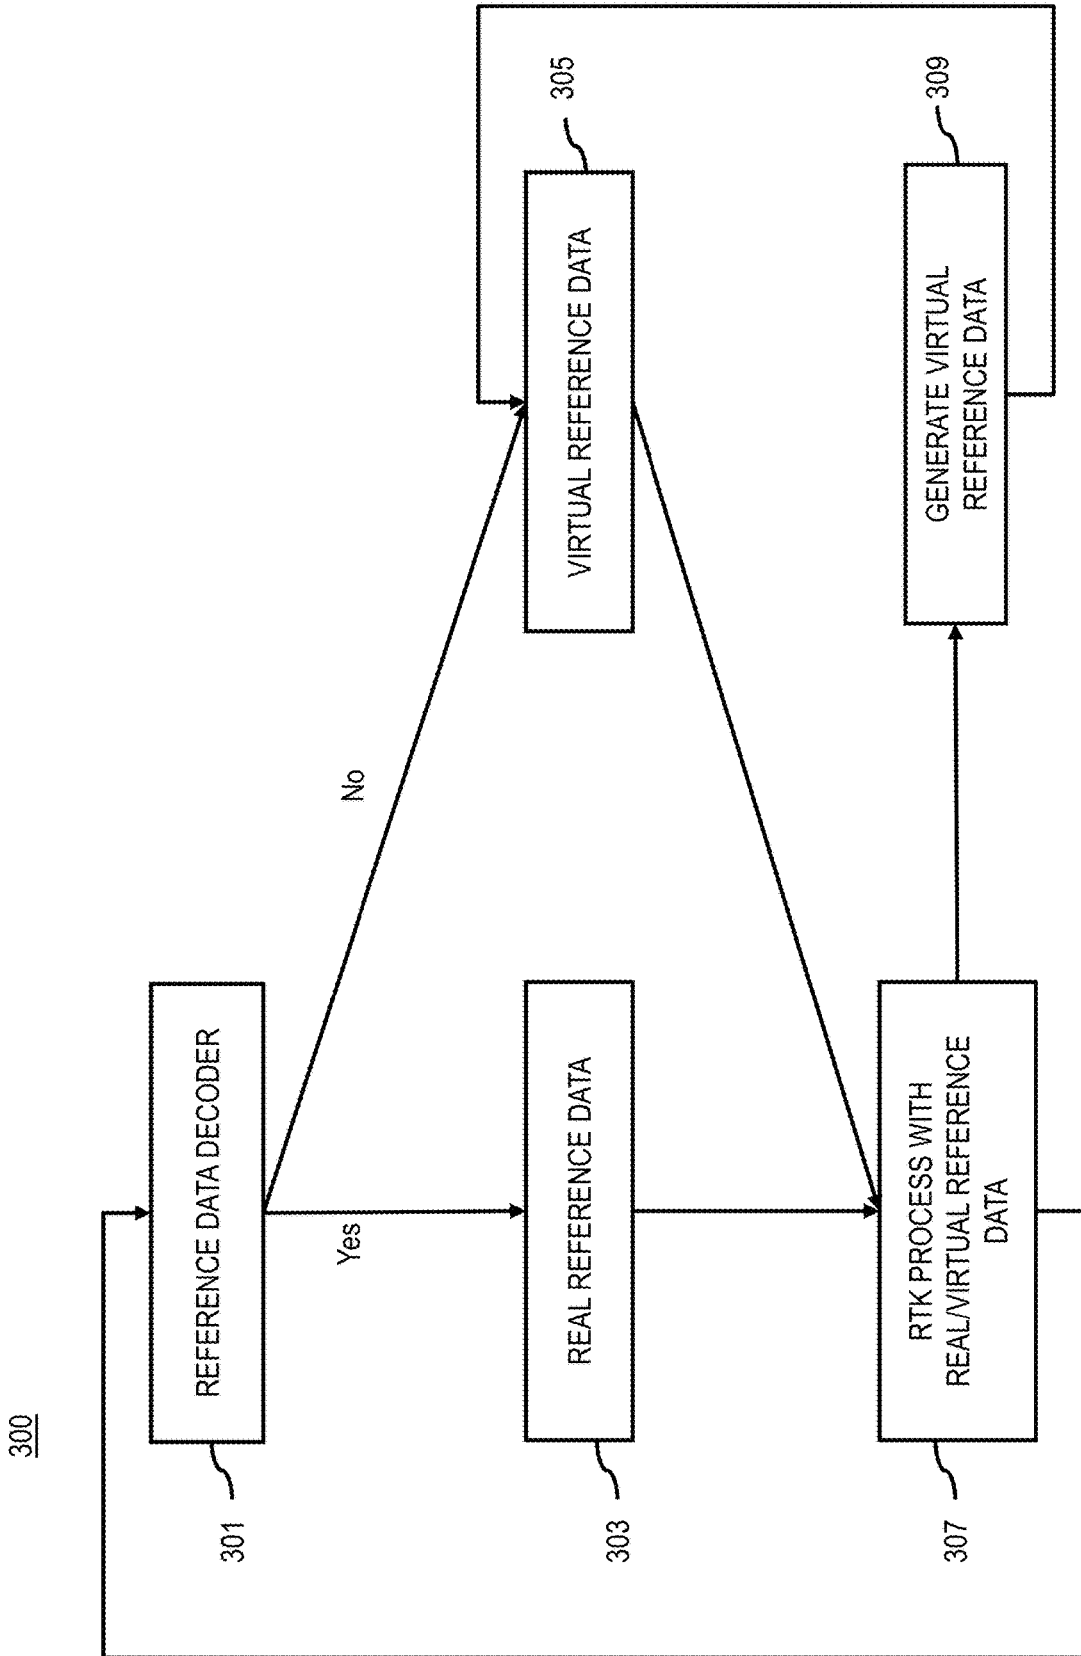 300
301
REFERENCE DATA DECODER
Yes
No
303
REAL REFERENCE DATA
VIRTUAL REFERENCE DATA
305
307
RTK PROCESS WITH
REAL/VIRTUAL REFERENCE
DATA
GENERATE VIRTUAL
REFERENCE DATA
309